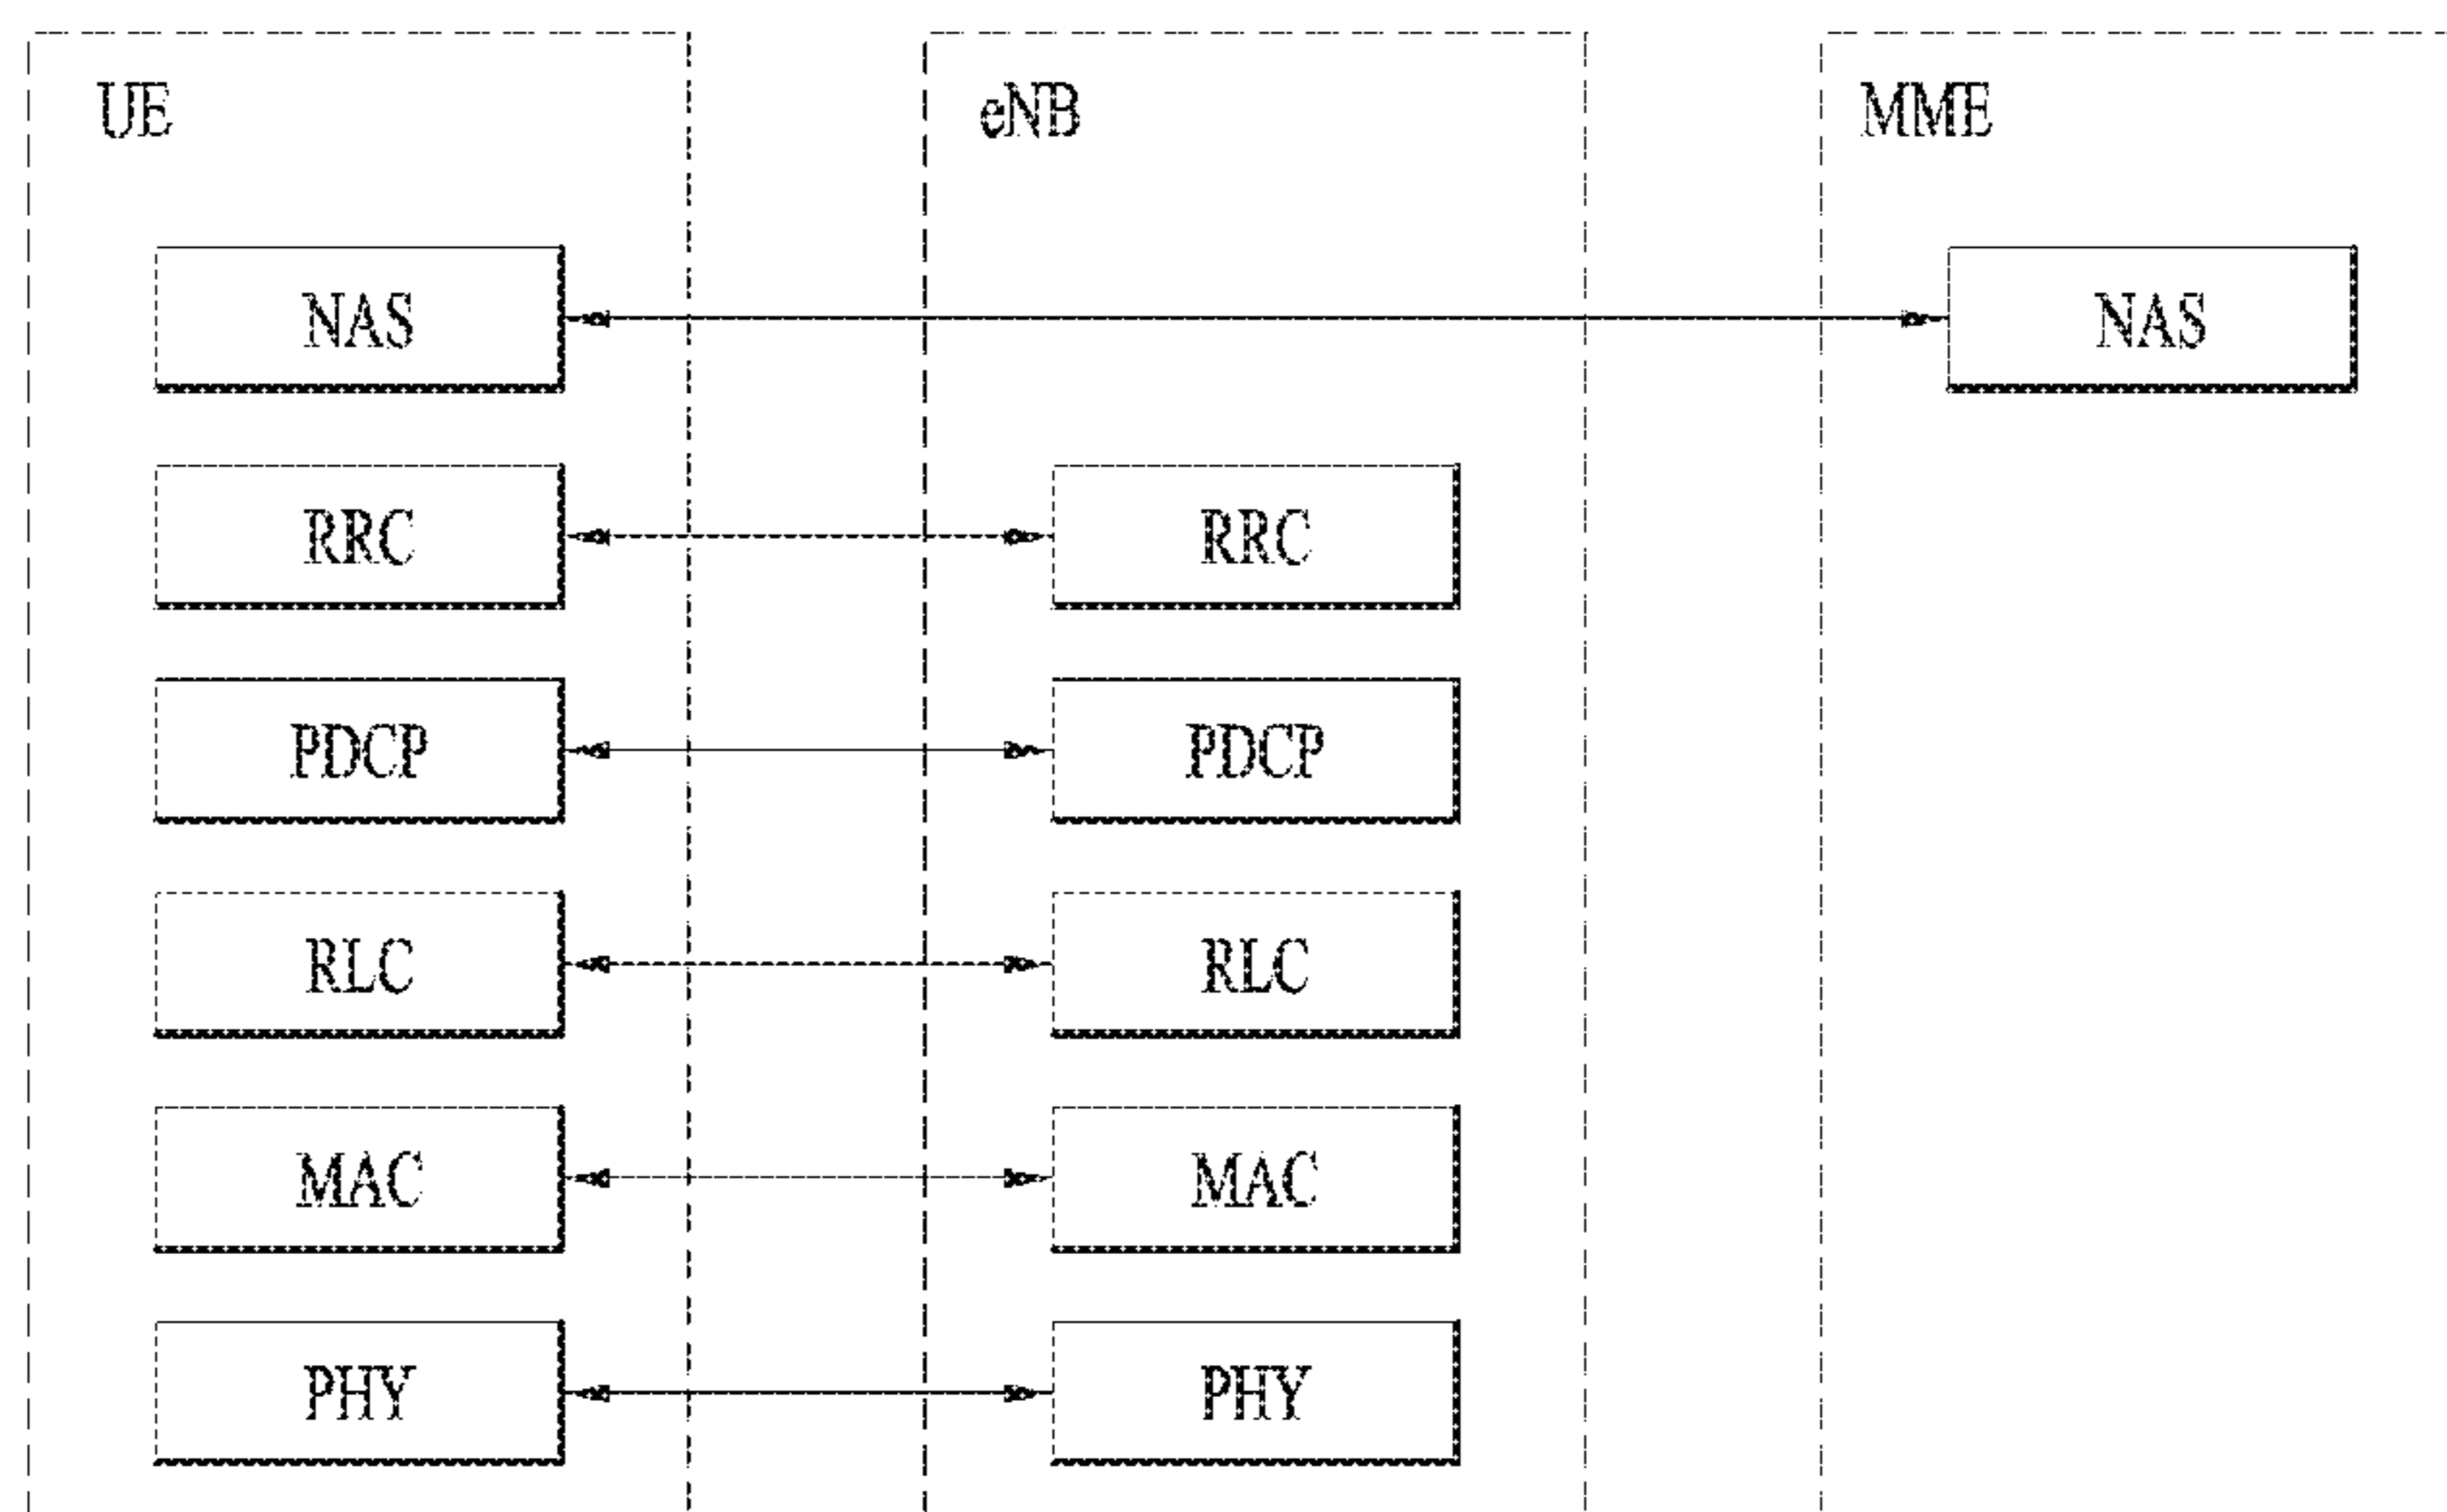 UE eNB MME
NAS NAS
RRC RRC
PDCP PDCP
RLC RLC
MAC MAC
PHY PHY